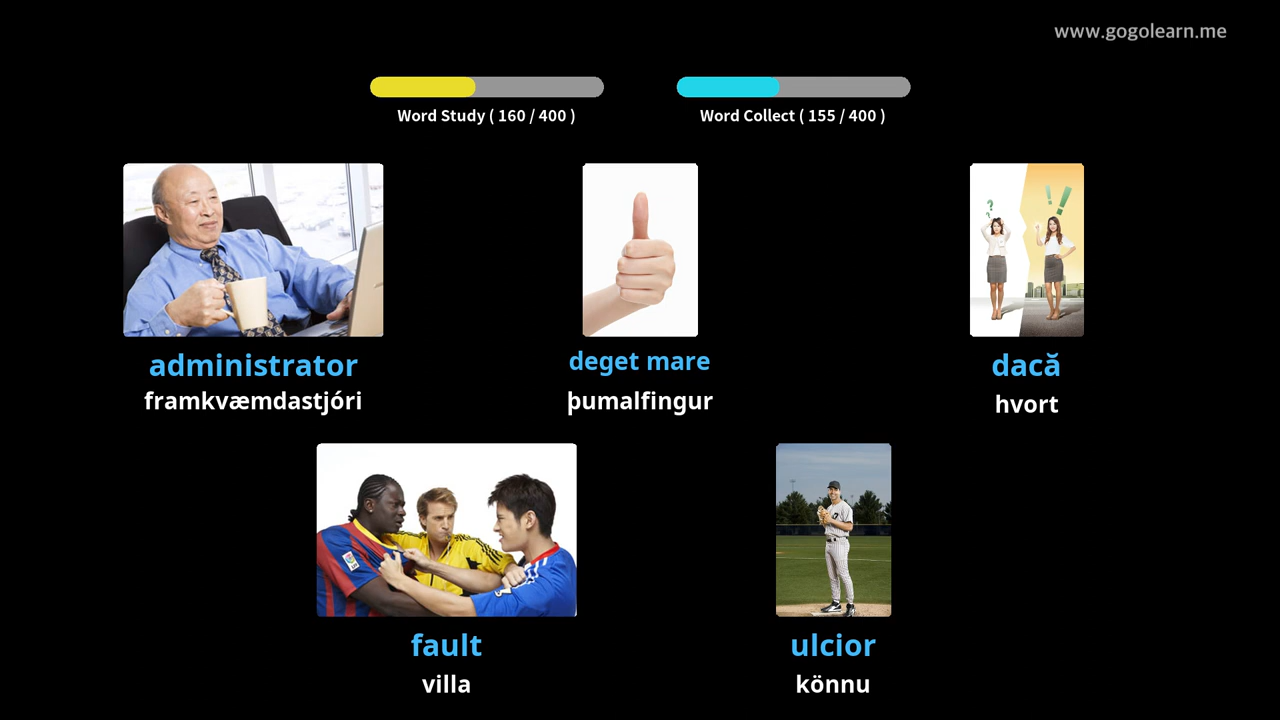 www.gogolearn.me
Word Study ( 160 / 400 )
Word Collect ( 155 / 400 )
administrator
framkvæmdastjóri
deget mare
þumalfingur
dacă
hvort
fault
villa
ulcior
könnu